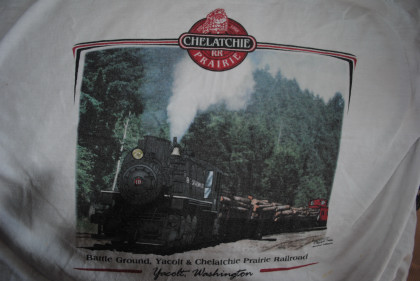 CHELATCHIE
RR
PRAIRIE
Battle Ground, Yacolt & Chelatchie Prairie Railroad
Yacolt, Washington